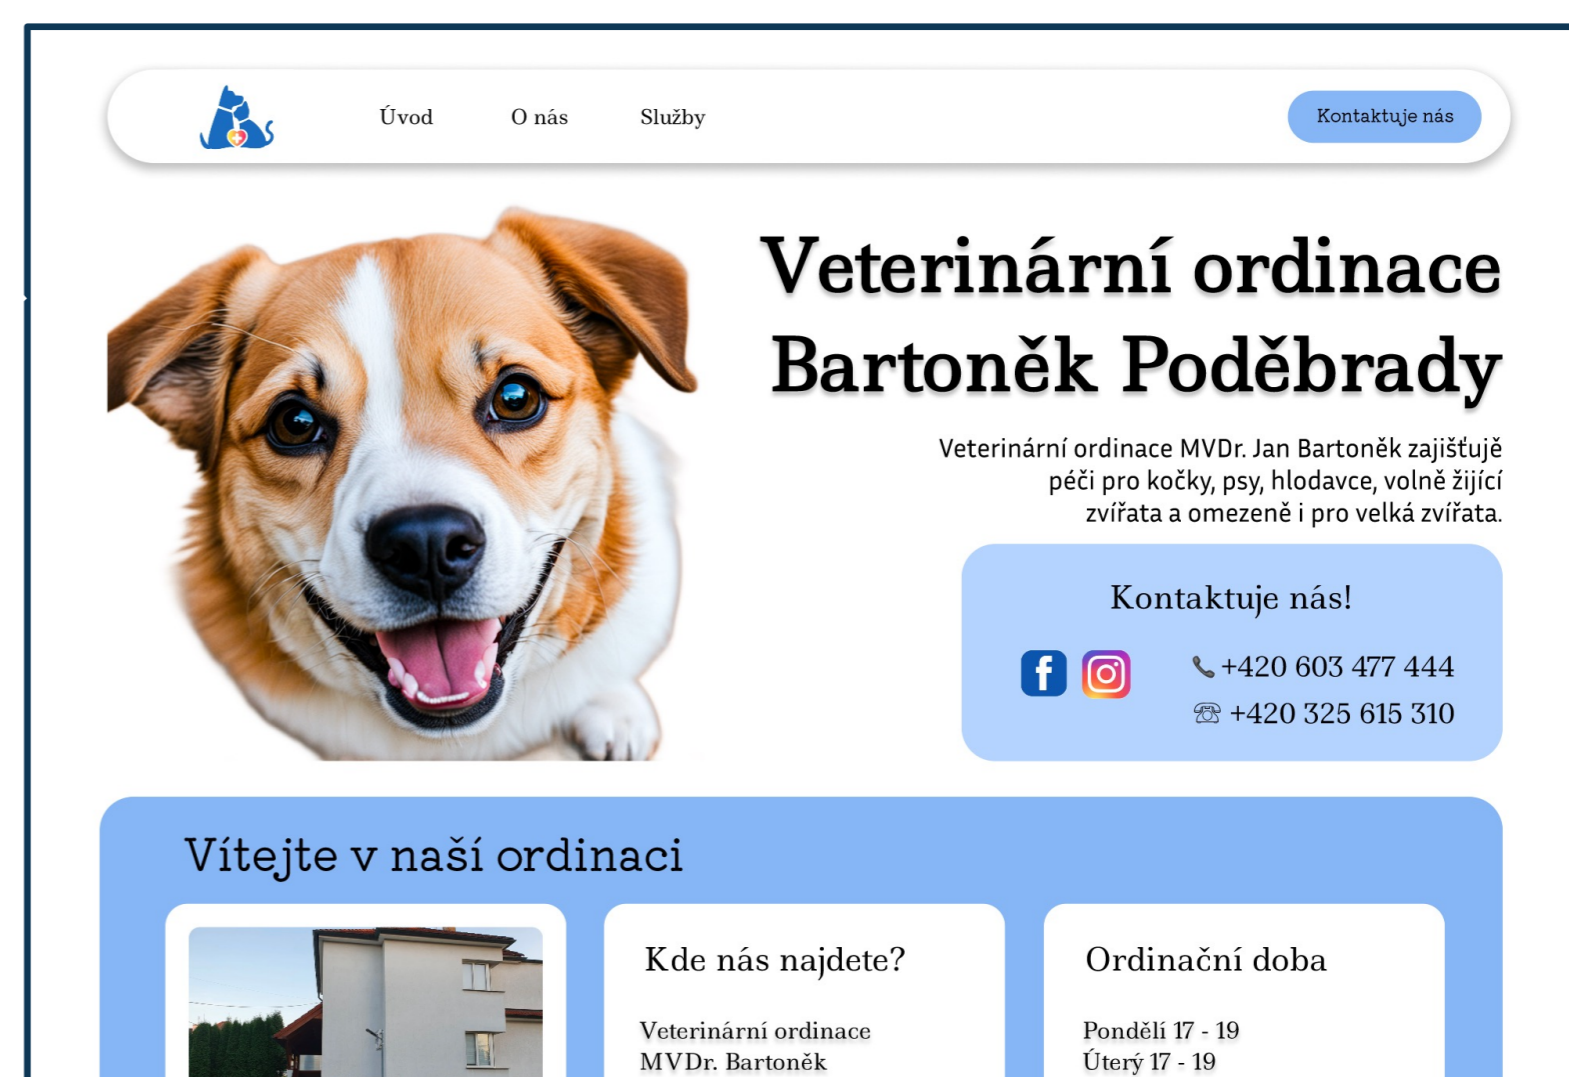 Úvod
O nás
Služby
Kontaktuje nás
Veterinární ordinace
Bartoněk Poděbrady
Veterinární ordinace MVDr. Jan Bartoněk zajišťujě
péči pro kočky, psy, hlodavce, volně žijící
zvířata a omezeně i pro velká zvířata.
Kontaktuje nás!
+420 603 477 444
+420 325 615 310
Vítejte v naší ordinaci
Kde nás najdete?
Veterinární ordinace
MVDr. Bartoněk
Ordinační doba
Pondělí 17 - 19
Úterý 17 - 19